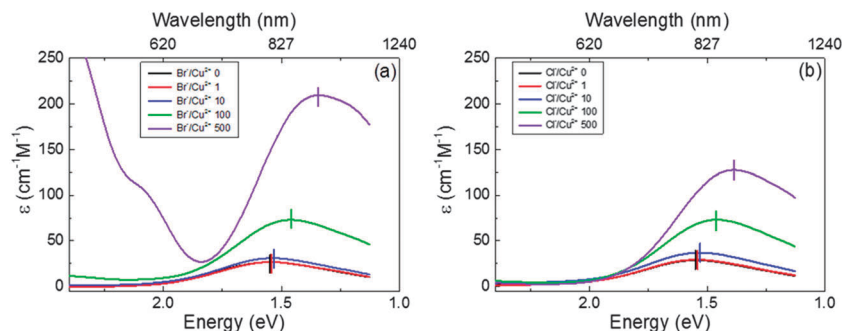 Wavelength (nm)
620 827 1240
250
200
150
100
50
0
ε (cm⁻¹M⁻¹)
Br⁻/Cu²⁺ 0
Br⁻/Cu²⁺ 1
Br⁻/Cu²⁺ 10
Br⁻/Cu²⁺ 100
Br⁻/Cu²⁺ 500
(a)
2.0 1.5 1.0
Energy (eV)
Wavelength (nm)
620 827 1240
250
200
150
100
50
0
ε (cm⁻¹M⁻¹)
Cl⁻/Cu²⁺ 0
Cl⁻/Cu²⁺ 1
Cl⁻/Cu²⁺ 10
Cl⁻/Cu²⁺ 100
Cl⁻/Cu²⁺ 500
(b)
2.0 1.5 1.0
Energy (eV)